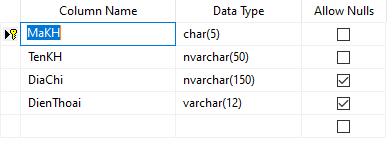 Column Name Data Type Allow Nulls
MaKH char(5)
TenKH nvarchar(50)
DiaChi nvarchar(150)
DienThoai varchar(12)